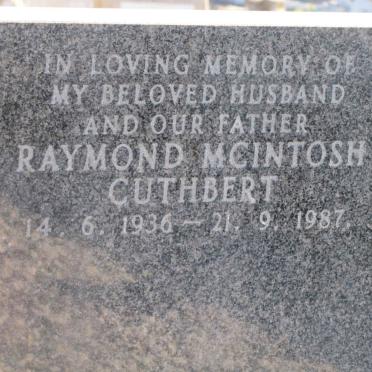 IN LOVING MEMORY OF
MY BELOVED HUSBAND
AND OUR FATHER
RAYMOND MCINTOSH
CUTHBERT
14. 6. 1936 — 21. 9. 1987.